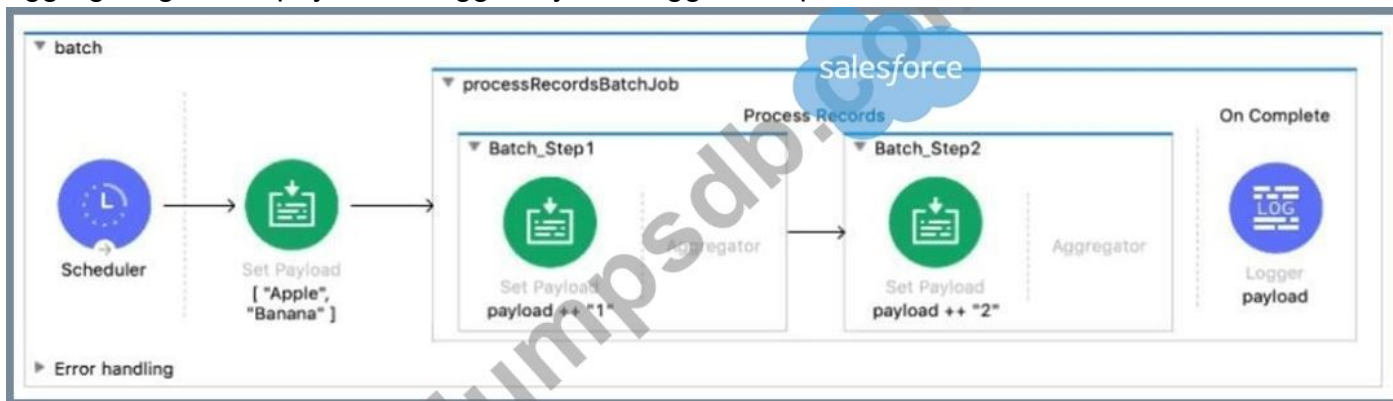 batch
salesforce
processRecordsBatchJob
Process Records
On Complete
Batch_Step1
Batch_Step2
LOG
Aggregator
Aggregator
Scheduler
Set Payload
[ "Apple",
"Banana" ]
Set Payload
payload ++ "1"
Set Payload
payload ++ "2"
Logger
payload
Error handling